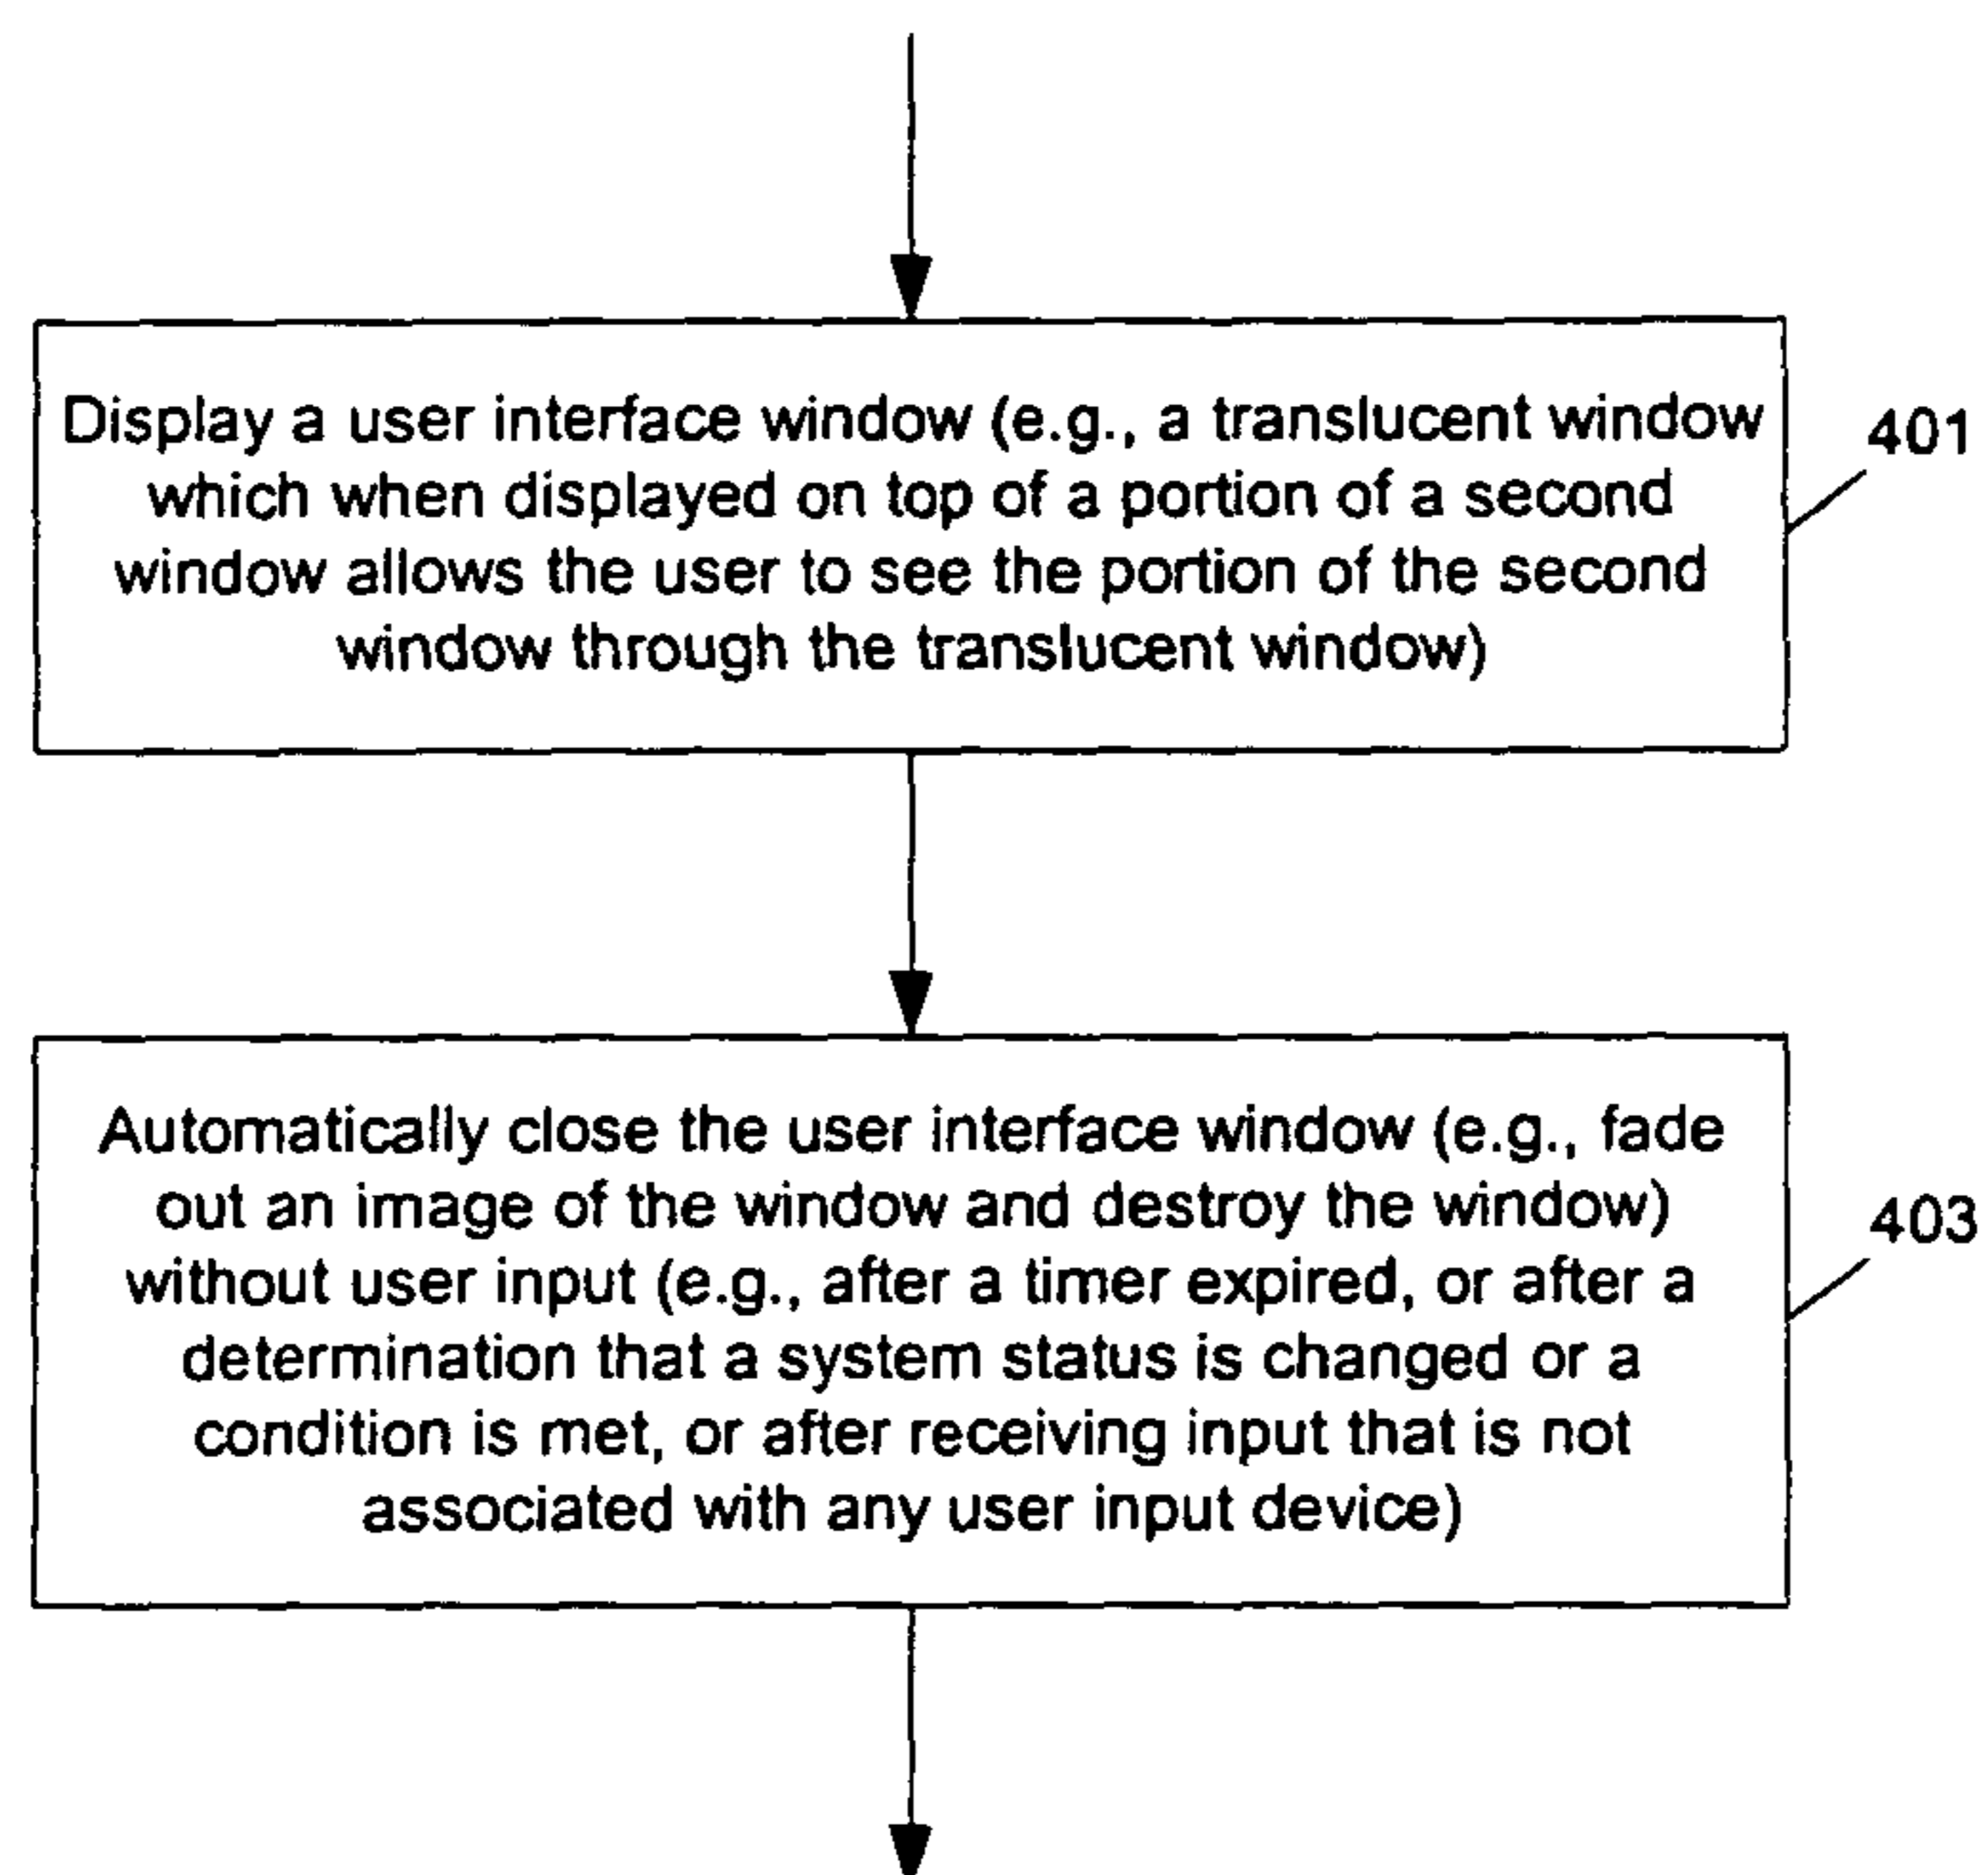 Display a user interface window (e.g., a translucent window
which when displayed on top of a portion of a second
window allows the user to see the portion of the second
window through the translucent window)
401
Automatically close the user interface window (e.g., fade
out an image of the window and destroy the window)
without user input (e.g., after a timer expired, or after a
determination that a system status is changed or a
condition is met, or after receiving input that is not
associated with any user input device)
403